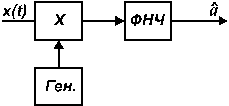 x(t) X ФНЧ â
Ген.